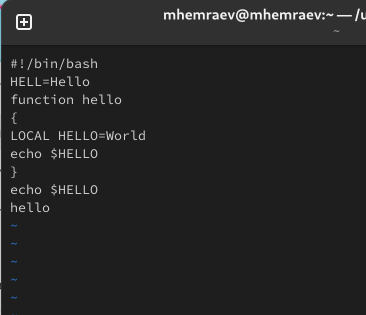 mhemraev@mhemraev:~ — /u
~
#!/bin/bash
HELL=Hello
function hello
{
LOCAL HELLO=World
echo $HELLO
}
echo $HELLO
hello
~
~
~
~
~